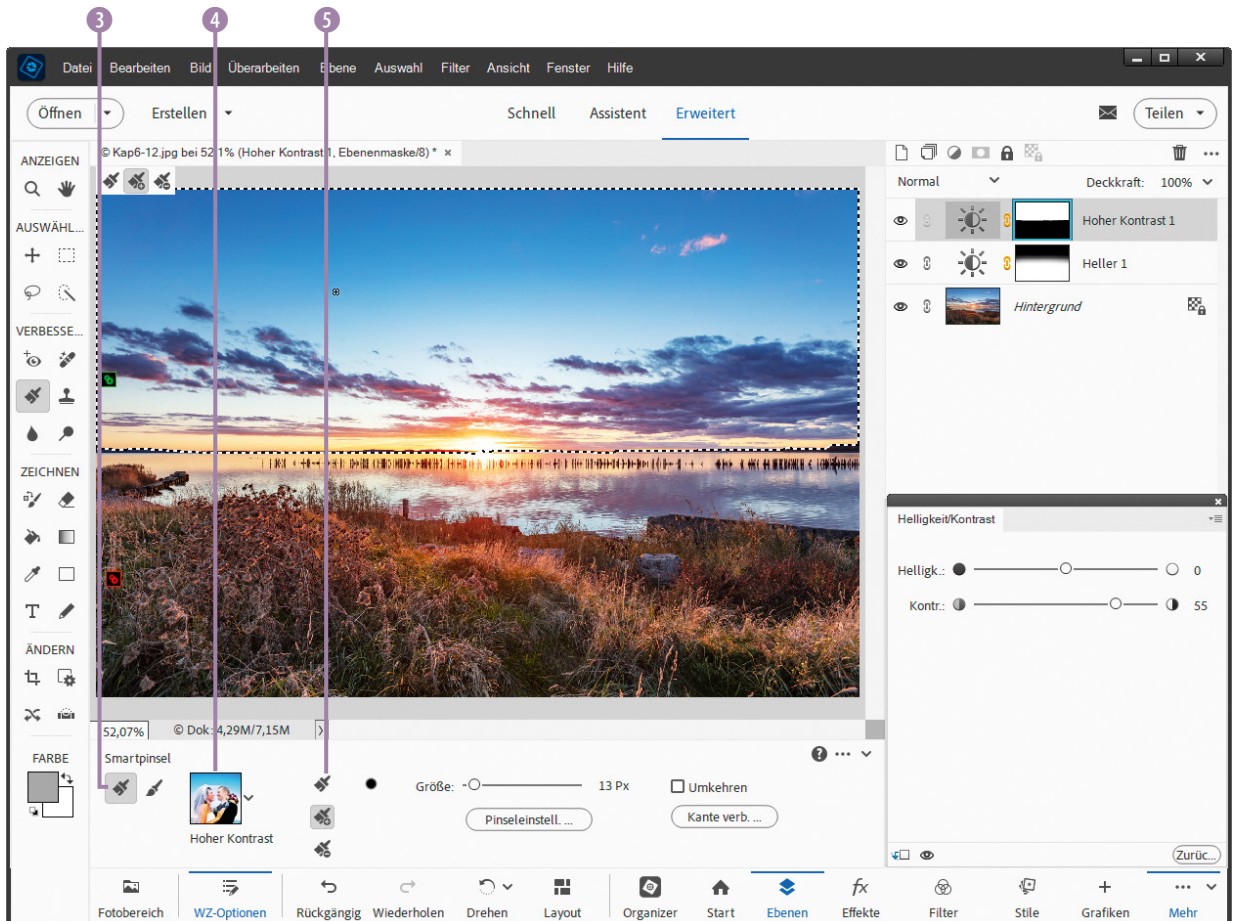 3 4 5
Datei Bearbeiten Bild Überarbeiten Ebene Auswahl Filter Ansicht Fenster Hilfe
Öffnen Erstellen Schnell Assistent Erweitert Teilen
ANZEIGEN
© Kap6-12.jpg bei 52,1% (Hoher Kontrast 1, Ebenenmaske/8) * ×
Normal Deckkraft: 100%
AUSWÄHL...
Hoher Kontrast 1
Heller 1
Hintergrund
VERBESSE...
ZEICHNEN
Helligkeit/Kontrast
Helligk.: 0
Kontr.: 55
ÄNDERN
52,07% © Dok: 4,29M/7,15M
FARBE
Smartpinsel
Größe: 13 Px Umkehren
Pinseleinstell. ... Kante verb. ...
Hoher Kontrast
Zurüc...
Fotobereich WZ-Optionen Rückgängig Wiederholen Drehen Layout Organizer Start Ebenen Effekte Filter Stile Grafiken Mehr